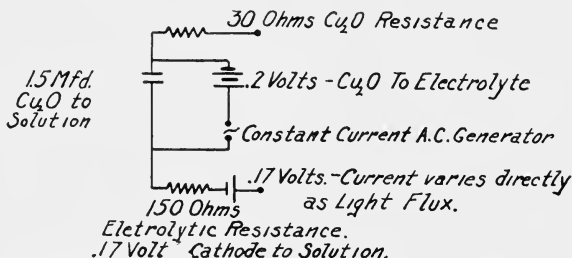 30 Ohms Cu2O Resistance
1.5 Mfd.
Cu2O to
Solution
.2 Volts - Cu2O To Electrolyte
Constant Current A.C. Generator
.17 Volts.-Current varies directly
as Light Flux.
150 Ohms
Eletrolytic Resistance.
.17 Volt" Cathode to Solution.